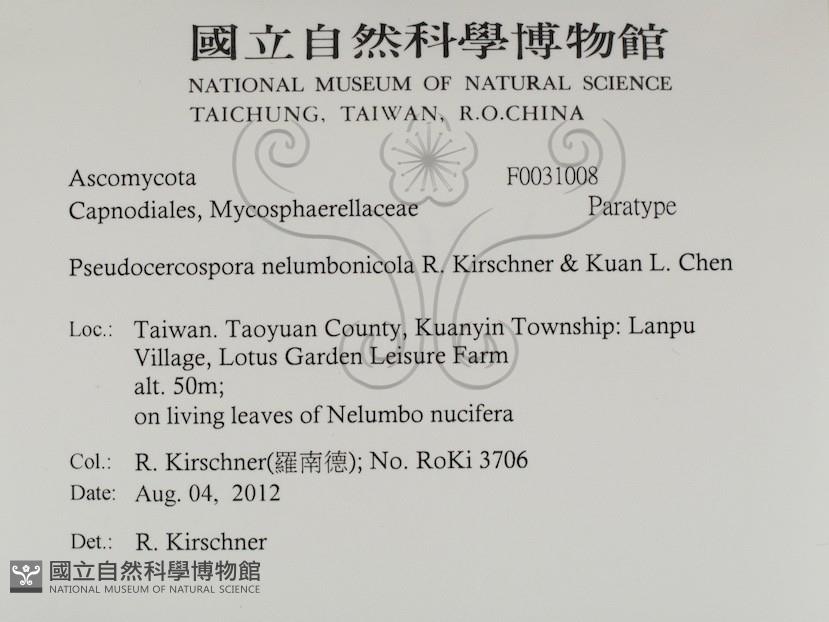 國立自然科學博物館
NATIONAL MUSEUM OF NATURAL SCIENCE
TAICHUNG, TAIWAN, R.O.CHINA
Ascomycota F0031008
Capnodiales, Mycosphaerellaceae Paratype
Pseudocercospora nelumbonicola R. Kirschner & Kuan L. Chen
Loc.: Taiwan. Taoyuan County, Kuanyin Township: Lanpu
Village, Lotus Garden Leisure Farm
alt. 50m;
on living leaves of Nelumbo nucifera
Col.: R. Kirschner(羅南德); No. RoKi 3706
Date: Aug. 04, 2012
Det.: R. Kirschner
國立自然科學博物館
NATIONAL MUSEUM OF NATURAL SCIENCE